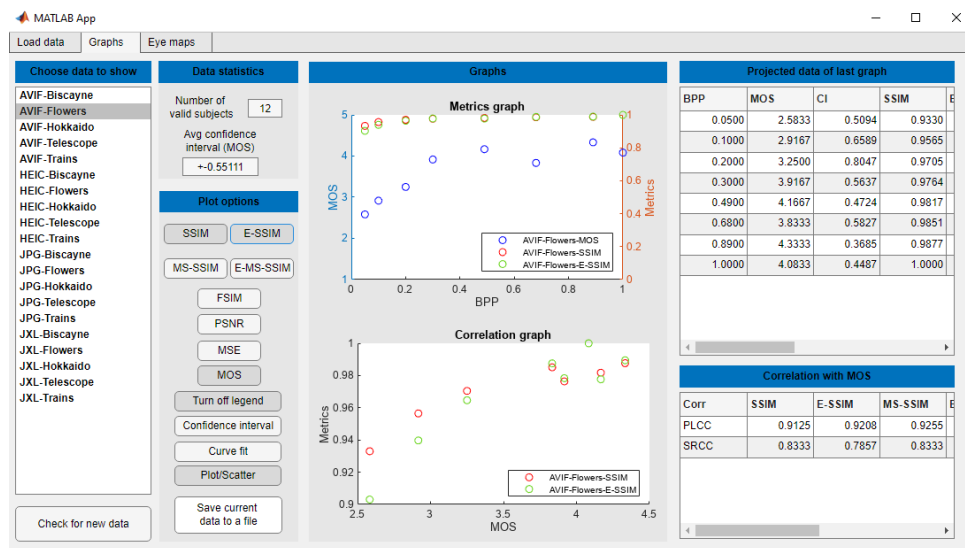 MATLAB App
Load data
Graphs
Eye maps
Choose data to show
AVIF-Biscayne
AVIF-Flowers
AVIF-Hokkaido
AVIF-Telescope
AVIF-Trains
HEIC-Biscayne
HEIC-Flowers
HEIC-Hokkaido
HEIC-Telescope
HEIC-Trains
JPG-Biscayne
JPG-Flowers
JPG-Hokkaido
JPG-Telescope
JPG-Trains
JXL-Biscayne
JXL-Flowers
JXL-Hokkaido
JXL-Telescope
JXL-Trains
Check for new data
Data statistics
Number of
valid subjects
12
Avg confidence
interval (MOS)
+-0.55111
Plot options
SSIM E-SSIM
MS-SSIM E-MS-SSIM
FSIM
PSNR
MSE
MOS
Turn off legend
Confidence interval
Curve fit
Plot/Scatter
Save current
data to a file
Graphs
Metrics graph
5
4
3
2
1
MOS
1
0.8
0.6
0.4
0.2
0
Metrics
AVIF-Flowers-MOS
AVIF-Flowers-SSIM
AVIF-Flowers-E-SSIM
0 0.2 0.4 0.6 0.8 1
BPP
Correlation graph
1
0.98
0.96
0.94
0.92
0.9
Metrics
AVIF-Flowers-SSIM
AVIF-Flowers-E-SSIM
2.5 3 3.5 4 4.5
MOS
Projected data of last graph
BPP MOS CI SSIM E
0.0500 2.5833 0.5094 0.9330
0.1000 2.9167 0.6589 0.9565
0.2000 3.2500 0.8047 0.9705
0.3000 3.9167 0.5637 0.9764
0.4900 4.1667 0.4724 0.9817
0.6800 3.8333 0.5827 0.9851
0.8900 4.3333 0.3685 0.9877
1.0000 4.0833 0.4487 1.0000
Correlation with MOS
Corr SSIM E-SSIM MS-SSIM E
PLCC 0.9125 0.9208 0.9255
SRCC 0.8333 0.7857 0.8333